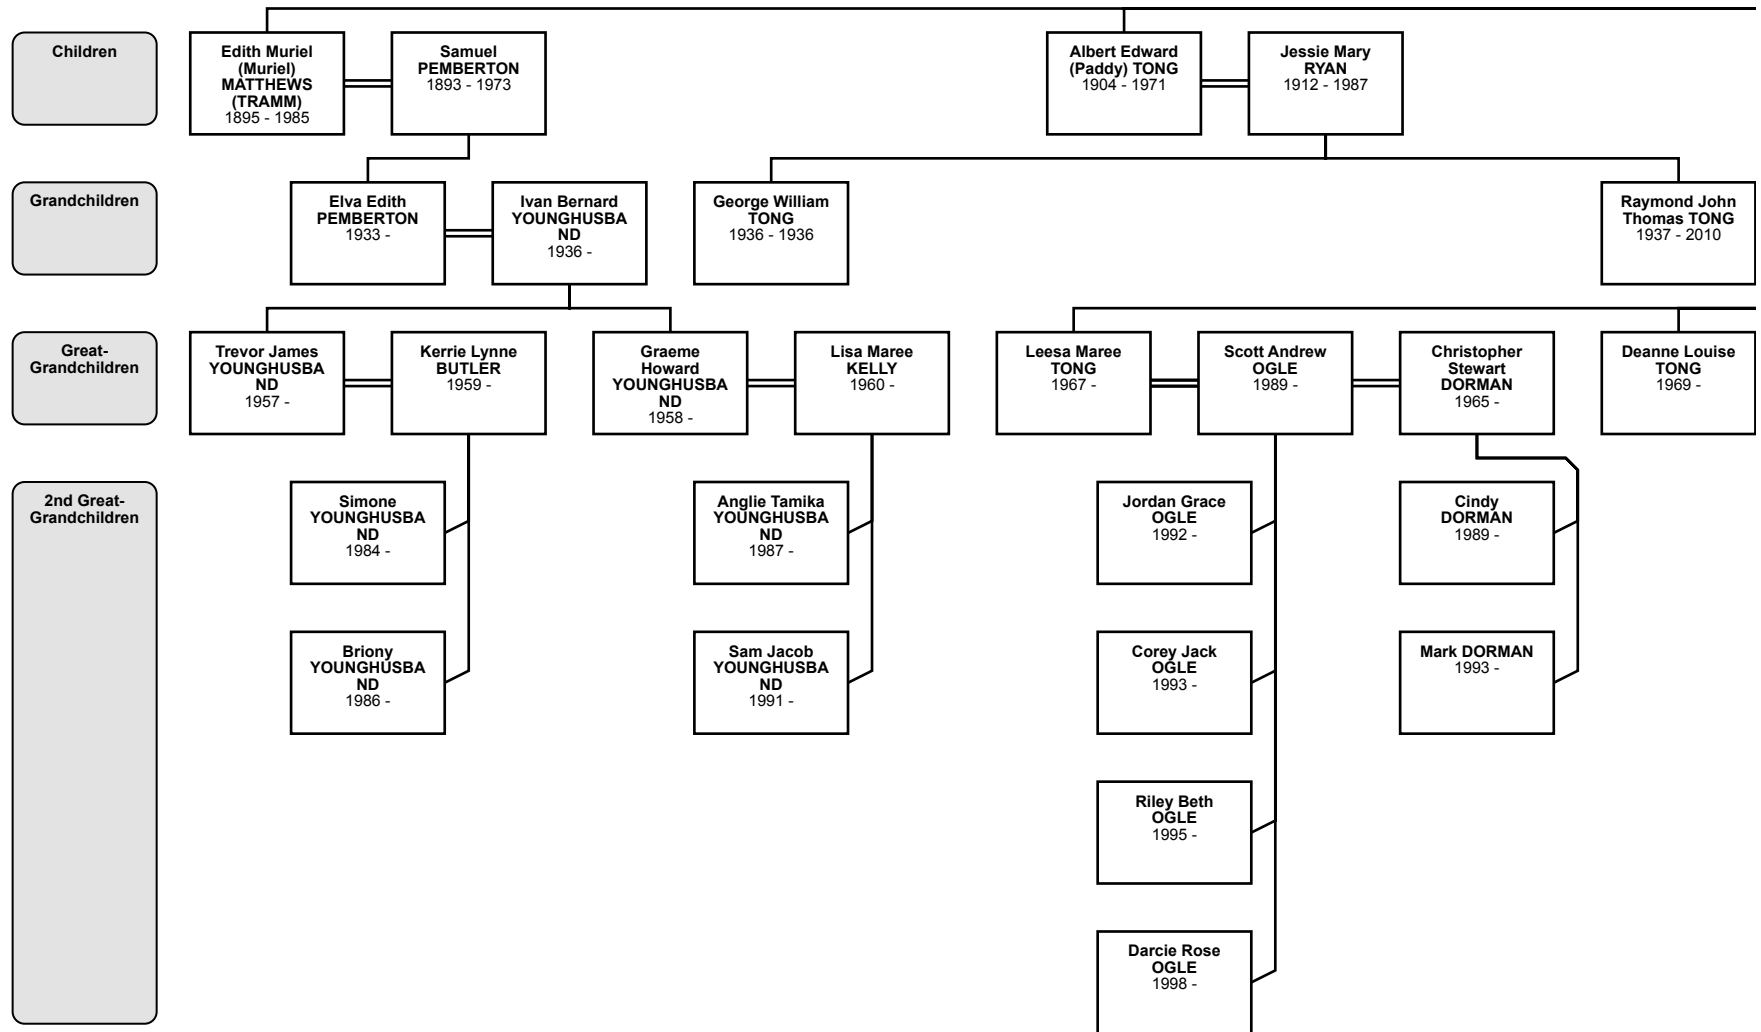 Children
Edith Muriel
(Muriel)
MATTHEWS
(TRAMM)
1895 - 1985
Samuel
PEMBERTON
1893 - 1973
Albert Edward
(Paddy) TONG
1904 - 1971
Jessie Mary
RYAN
1912 - 1987
Grandchildren
Elva Edith
PEMBERTON
1933 -
Ivan Bernard
YOUNGHUSBA
ND
1936 -
George William
TONG
1936 - 1936
Raymond John
Thomas TONG
1937 - 2010
Great-
Grandchildren
Trevor James
YOUNGHUSBA
ND
1957 -
Kerrie Lynne
BUTLER
1959 -
Graeme
Howard
YOUNGHUSBA
ND
1958 -
Lisa Maree
KELLY
1960 -
Leesa Maree
TONG
1967 -
Scott Andrew
OGLE
1989 -
Christopher
Stewart
DORMAN
1965 -
Deanne Louise
TONG
1969 -
2nd Great-
Grandchildren
Simone
YOUNGHUSBA
ND
1984 -
Anglie Tamika
YOUNGHUSBA
ND
1987 -
Jordan Grace
OGLE
1992 -
Cindy
DORMAN
1989 -
Briony
YOUNGHUSBA
ND
1986 -
Sam Jacob
YOUNGHUSBA
ND
1991 -
Corey Jack
OGLE
1993 -
Mark DORMAN
1993 -
Riley Beth
OGLE
1995 -
Darcie Rose
OGLE
1998 -